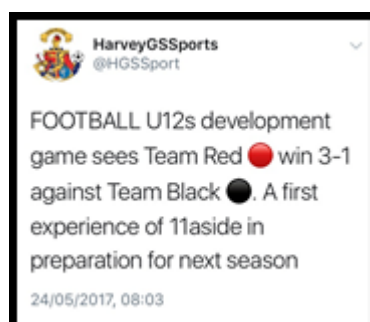 HarveyGSSports
@HGSSport
FOOTBALL U12s development
game sees Team Red 🔴 win 3-1
against Team Black ⚫. A first
experience of 11aside in
preparation for next season
24/05/2017, 08:03